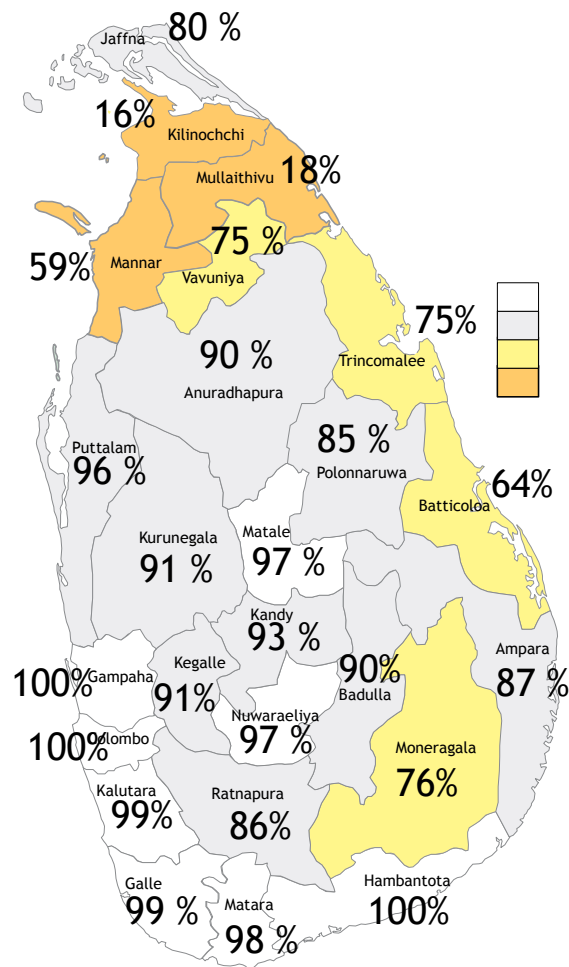 80 %
Jaffna
16%
Kilinochchi
18%
Mullaithivu
75 %
59%
Mannar
Vavuniya
75%
90 %
Trincomalee
Anuradhapura
85 %
Puttalam
96 %
Polonnaruwa
64%
Batticoloa
Matale
Kurunegala
97 %
91 %
Kandy
93 %
Ampara
Kegalle
90%
87 %
100%
Gampaha
91%
Badulla
Nuwaraeliya
97 %
100%
Colombo
Moneragala
76%
Kalutara
99%
Ratnapura
86%
Galle
99 %
Hambantota
100%
Matara
98 %